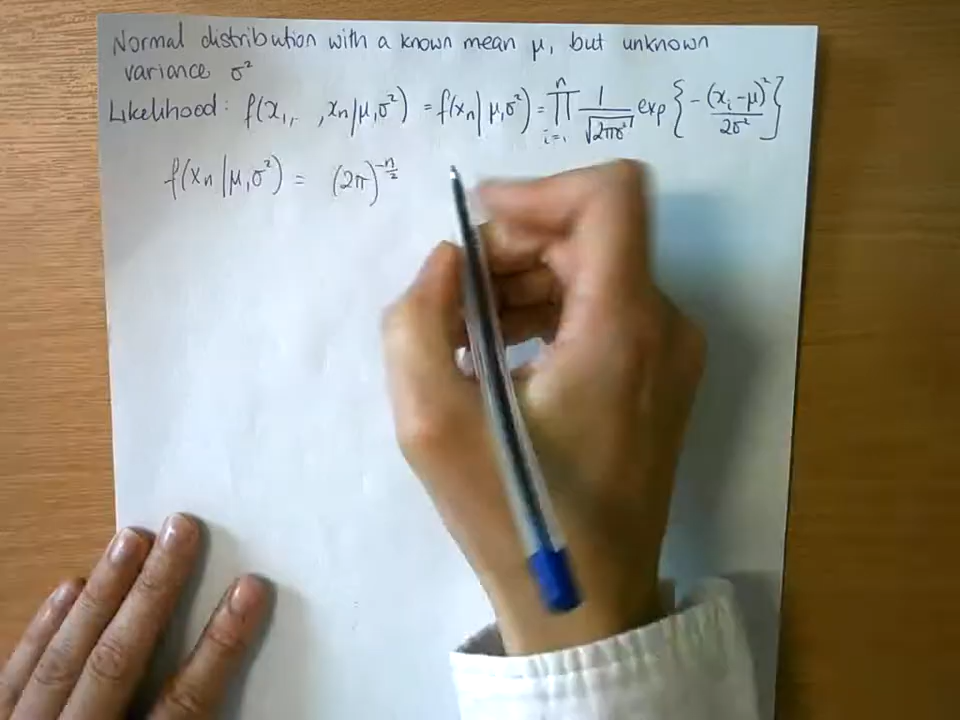 Normal distribution with a known mean μ, but unknown
variance σ²
Likelihood: f(x₁, , xₙ|μ,σ²) = f(xₙ|μ,σ²) = ∏ᵢ₌₁ⁿ 1/√(2πσ²) exp{-(xᵢ-μ)²/2σ²}
f(xₙ|μ,σ²) = (2π)^(-n/2)